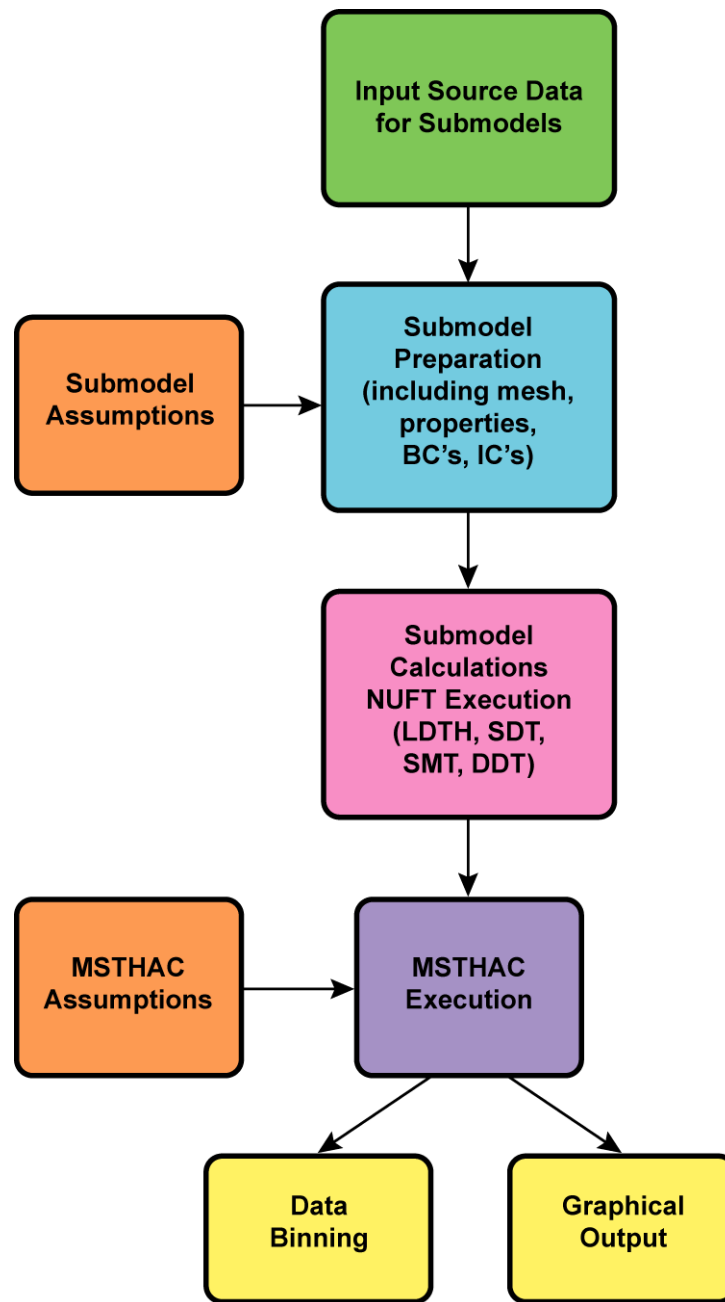 Input Source Data
for Submodels
Submodel
Assumptions
Submodel
Preparation
(including mesh,
properties,
BC's, IC's)
Submodel
Calculations
NUFT Execution
(LDTH, SDT,
SMT, DDT)
MSTHAC
Assumptions
MSTHAC
Execution
Data
Binning
Graphical
Output